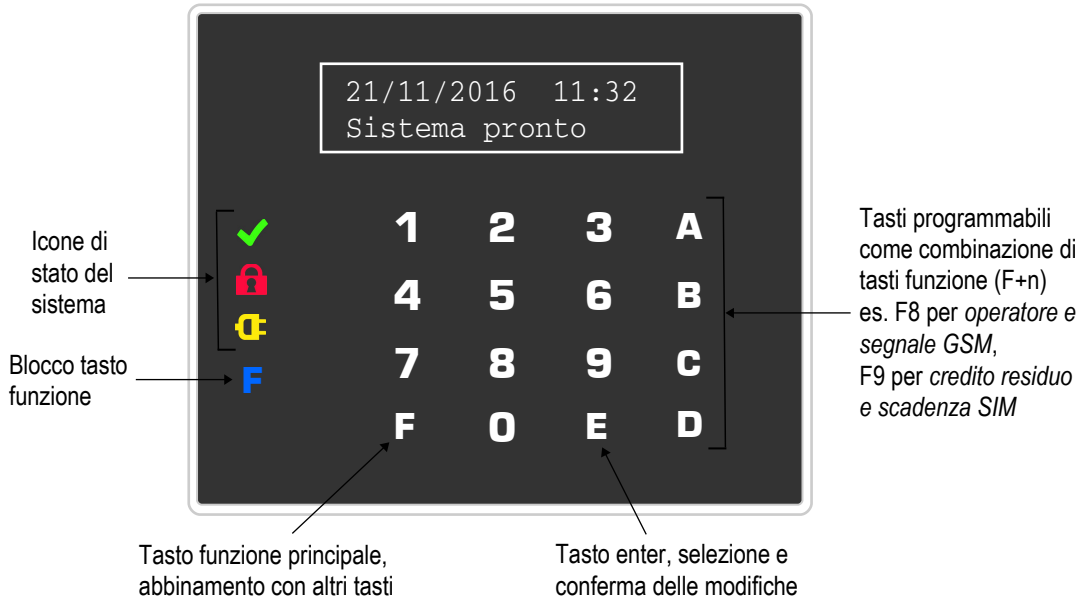 21/11/2016 11:32
Sistema pronto
Icone di
stato del
sistema
Blocco tasto
funzione
1 2 3 A
4 5 6 B
7 8 9 C
F
F 0 E D
Tasti programmabili
come combinazione di
tasti funzione (F+n)
es. F8 per operatore e
segnale GSM,
F9 per credito residuo
e scadenza SIM
Tasto funzione principale,
abbinamento con altri tasti
Tasto enter, selezione e
conferma delle modifiche